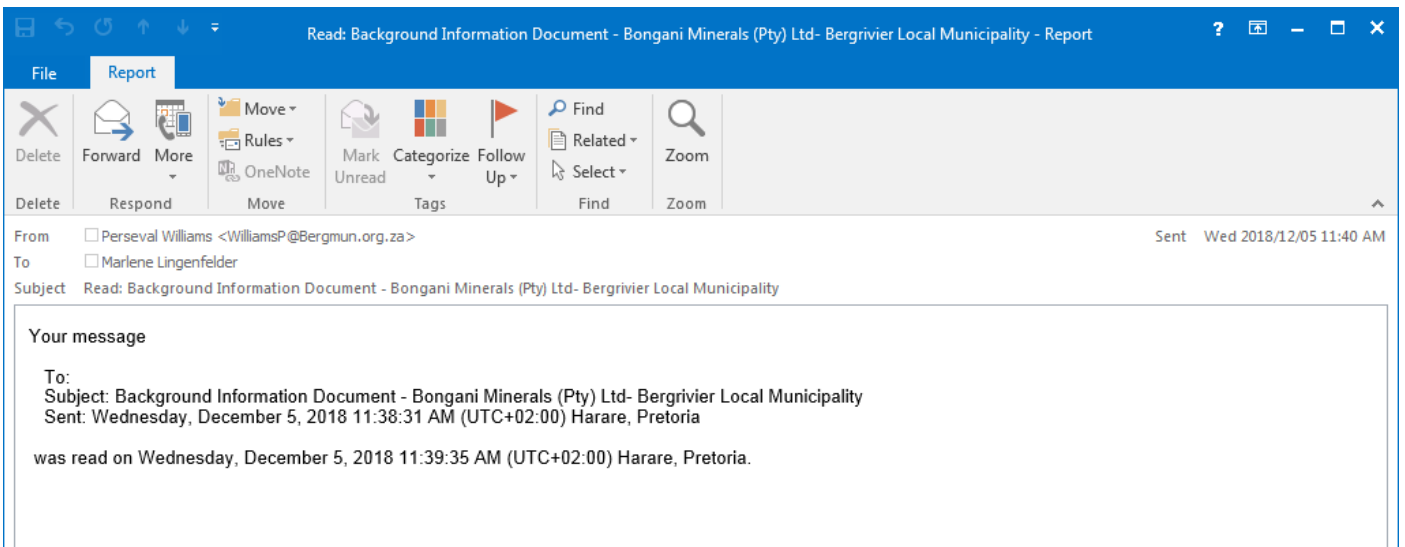 Read: Background Information Document - Bongani Minerals (Pty) Ltd- Bergrivier Local Municipality - Report
File Report
Delete Forward More Move Rules OneNote Mark Unread Categorize Follow Up Find Related Select Zoom
Delete Respond Move Tags Find Zoom
From Perseval Williams <WilliamsP@Bergmun.org.za> Sent Wed 2018/12/05 11:40 AM
To Marlene Lingenfelder
Subject Read: Background Information Document - Bongani Minerals (Pty) Ltd- Bergrivier Local Municipality
Your message
To:
Subject: Background Information Document - Bongani Minerals (Pty) Ltd- Bergrivier Local Municipality
Sent: Wednesday, December 5, 2018 11:38:31 AM (UTC+02:00) Harare, Pretoria
was read on Wednesday, December 5, 2018 11:39:35 AM (UTC+02:00) Harare, Pretoria.